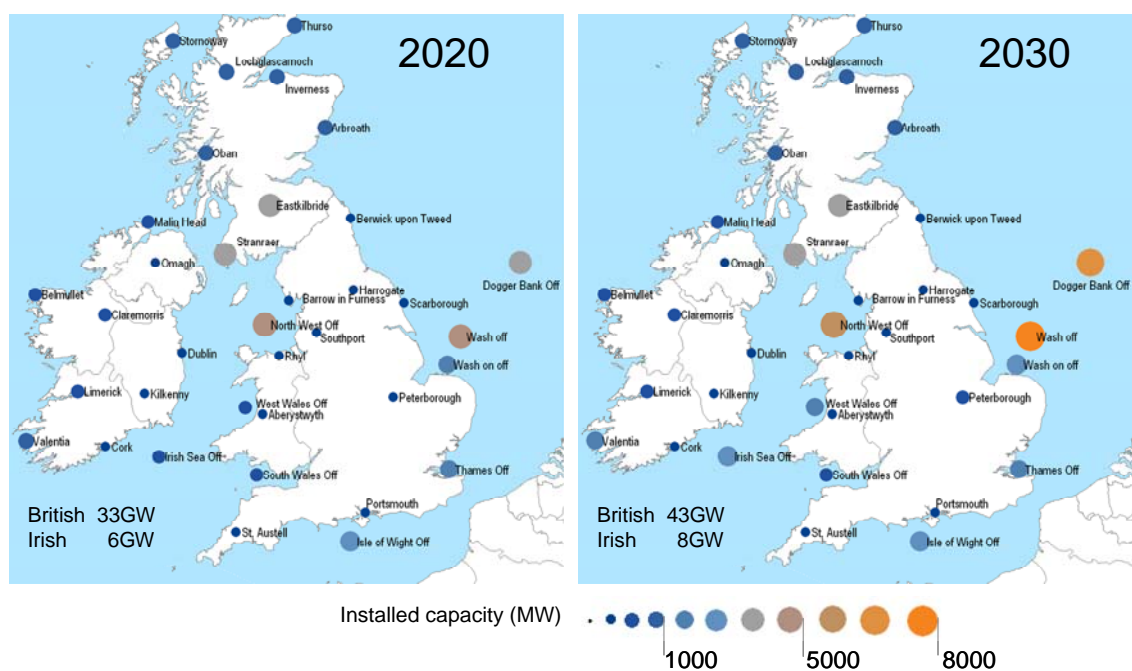 2020
Thurso
Stornoway
Lochglascarnoch
Inverness
Arbroath
Oban
Eastkilbride
Malin Head
Berwick upon Tweed
Stranraer
Omagh
Dogger Bank Off
Harrogate
Belmullet
Barrow in Furness
Scarborough
Claremorris
North West Off
Southport
Wash off
Dublin
Rhyl
Wash on off
Limerick
Kilkenny
Peterborough
West Wales Off
Aberystwyth
Valentia
Cork
Irish Sea Off
Thames Off
South Wales Off
Portsmouth
St. Austell
Isle of Wight Off
British 33GW
Irish 6GW
2030
Thurso
Stornoway
Lochglascarnoch
Inverness
Arbroath
Oban
Eastkilbride
Malin Head
Berwick upon Tweed
Stranraer
Omagh
Dogger Bank Off
Harrogate
Belmullet
Barrow in Furness
Scarborough
Claremorris
North West Off
Southport
Wash off
Dublin
Rhyl
Wash on off
Limerick
Kilkenny
Peterborough
West Wales Off
Aberystwyth
Valentia
Cork
Irish Sea Off
Thames Off
South Wales Off
Portsmouth
St. Austell
Isle of Wight Off
British 43GW
Irish 8GW
Installed capacity (MW)
1000
5000
8000